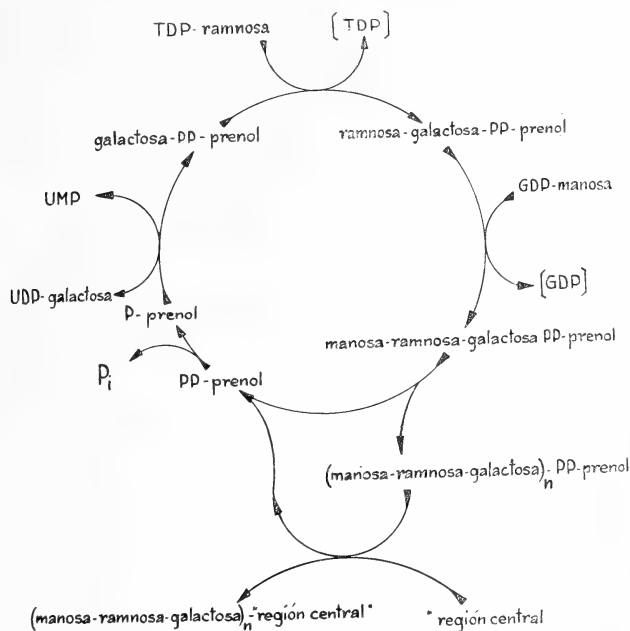 TDP-ramnosa
[TDP]
galactosa-PP-prenol
ramnosa-galactosa-PP-prenol
UMP
GDP-manosa
UDP-galactosa
[GDP]
P-prenol
manosa-ramnosa-galactosa PP-prenol
Pi
PP-prenol
(manosa-ramnosa-galactosa)n-PP-prenol
(manosa-ramnosa-galactosa)n-"región central"
"región central